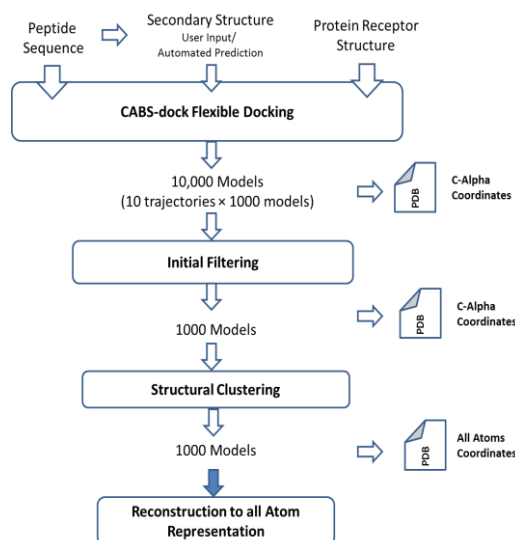 Peptide
Sequence
Secondary Structure
User Input/
Automated Prediction
Protein Receptor
Structure
CABS-dock Flexible Docking
10,000 Models
(10 trajectories × 1000 models)
PDB
C-Alpha
Coordinates
Initial Filtering
1000 Models
PDB
C-Alpha
Coordinates
Structural Clustering
1000 Models
PDB
All Atoms
Coordinates
Reconstruction to all Atom
Representation